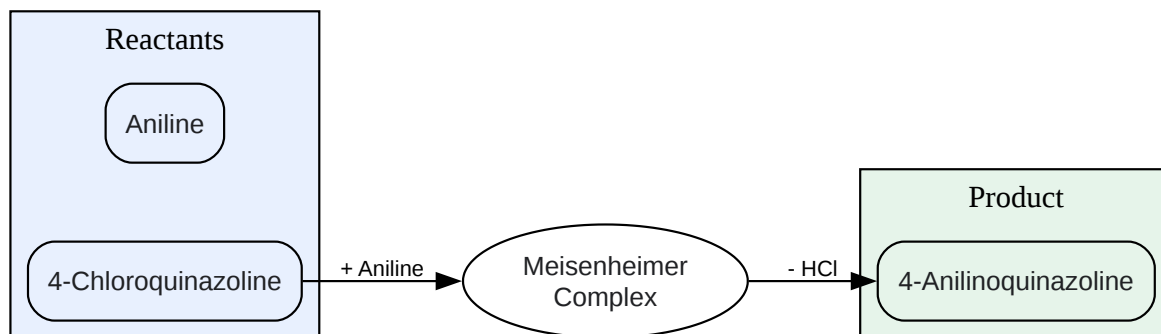 Reactants
Aniline
4-Chloroquinazoline
+ Aniline
Meisenheimer
Complex
- HCl
Product
4-Anilinoquinazoline